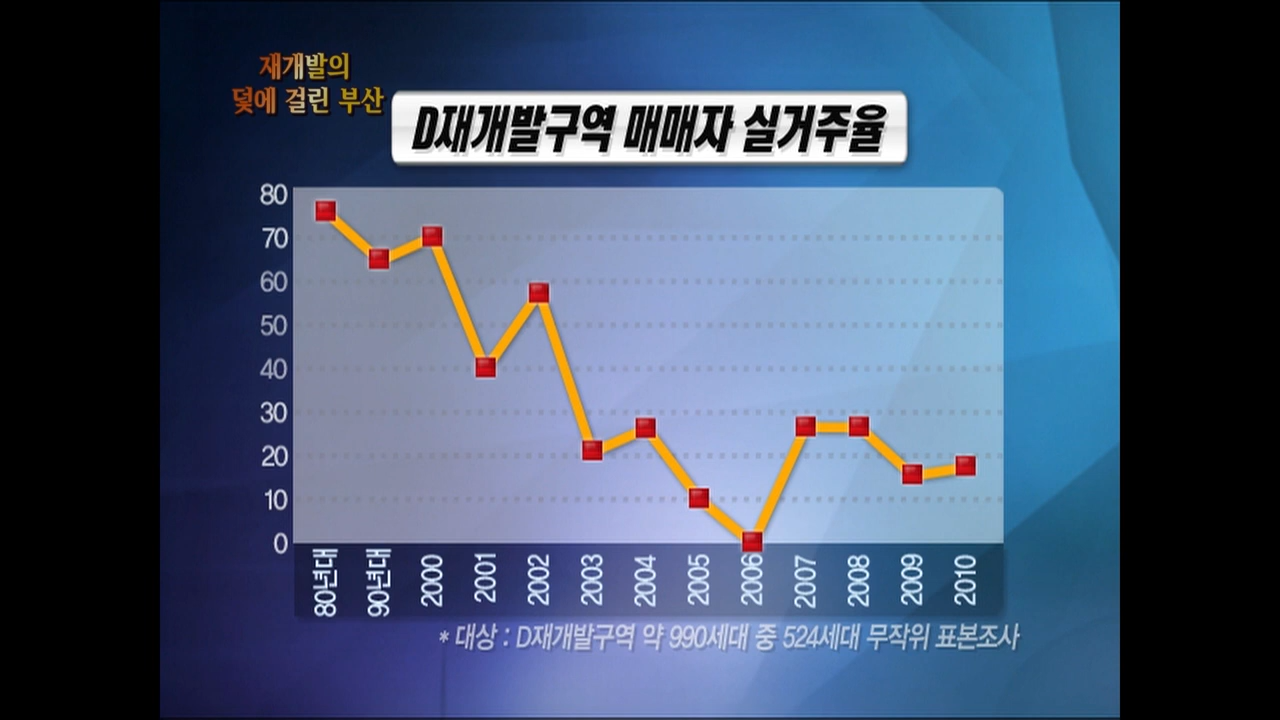 재개발의
덫에 걸린 부산
D재개발구역 매매자 실거주율
80
70
60
50
40
30
20
10
0
80년대 90년대 2000 2001 2002 2003 2004 2005 2006 2007 2008 2009 2010
* 대상 : D재개발구역 약 990세대 중 524세대 무작위 표본조사